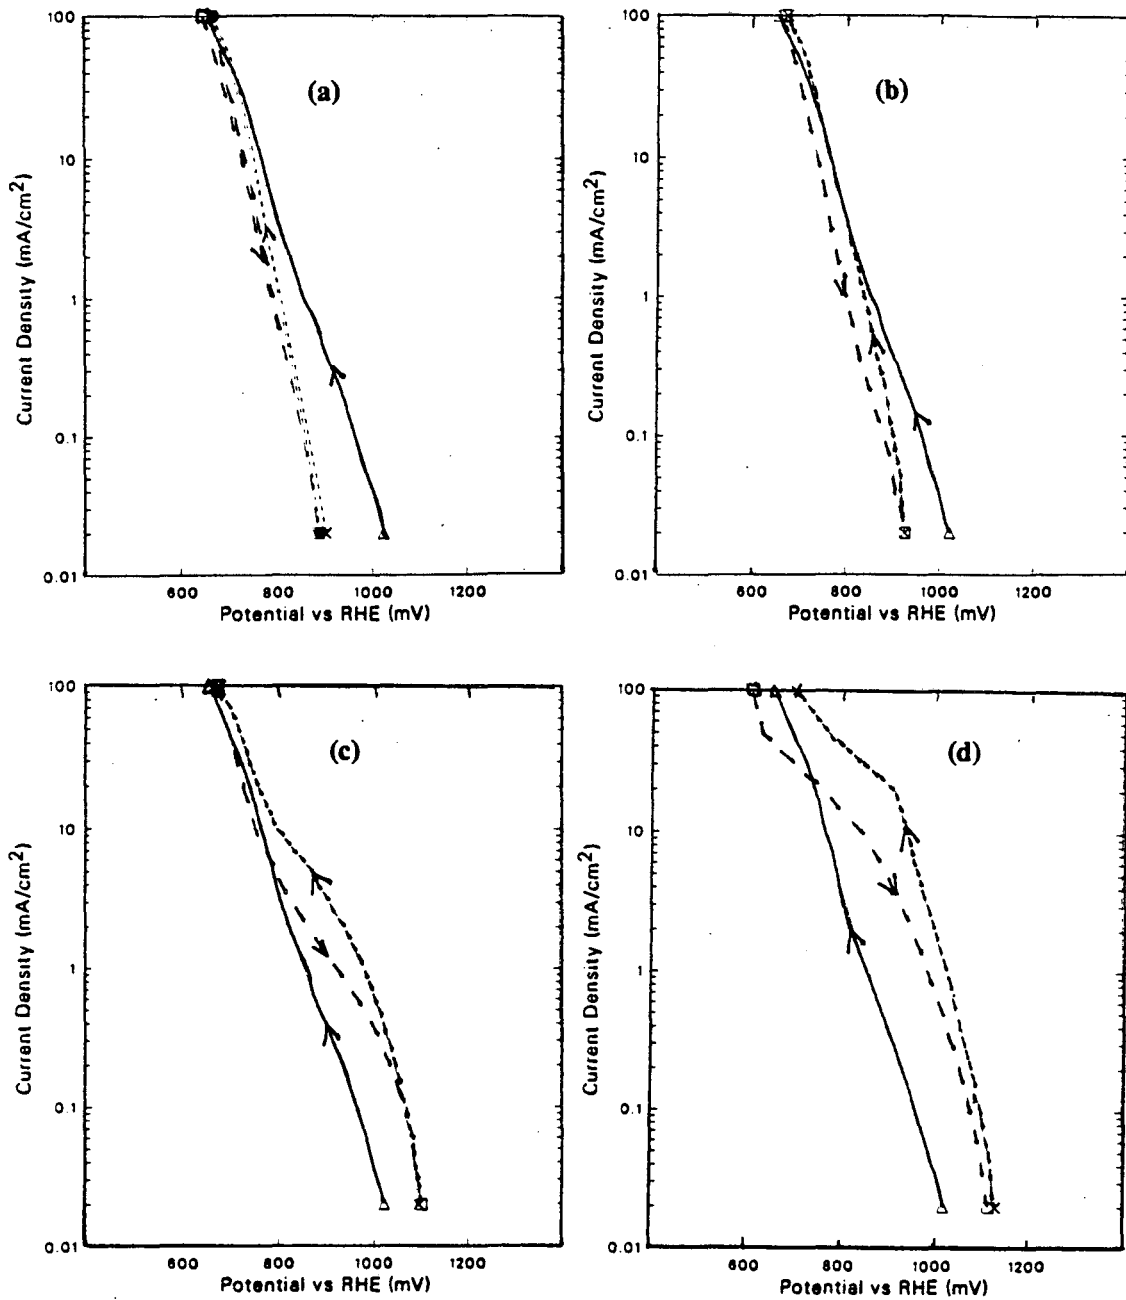 (a)
100
10
1
0.1
0.01
Current Density (mA/cm²)
600 800 1000 1200
Potential vs RHE (mV)
(b)
100
10
1
0.1
0.01
Current Density (mA/cm²)
600 800 1000 1200
Potential vs RHE (mV)
(c)
100
10
1
0.1
0.01
Current Density (mA/cm²)
600 800 1000 1200
Potential vs RHE (mV)
(d)
100
10
1
0.1
0.01
Current Density (mA/cm²)
600 800 1000 1200
Potential vs RHE (mV)